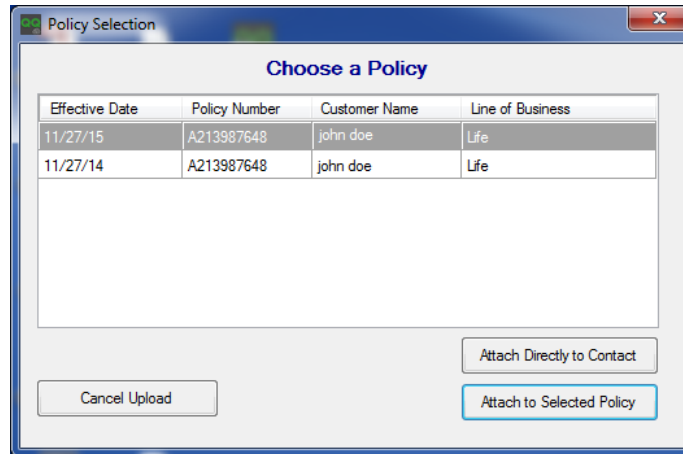 QQ Policy Selection
Choose a Policy
Effective Date Policy Number Customer Name Line of Business
11/27/15 A213987648 john doe Life
11/27/14 A213987648 john doe Life
Attach Directly to Contact
Cancel Upload Attach to Selected Policy